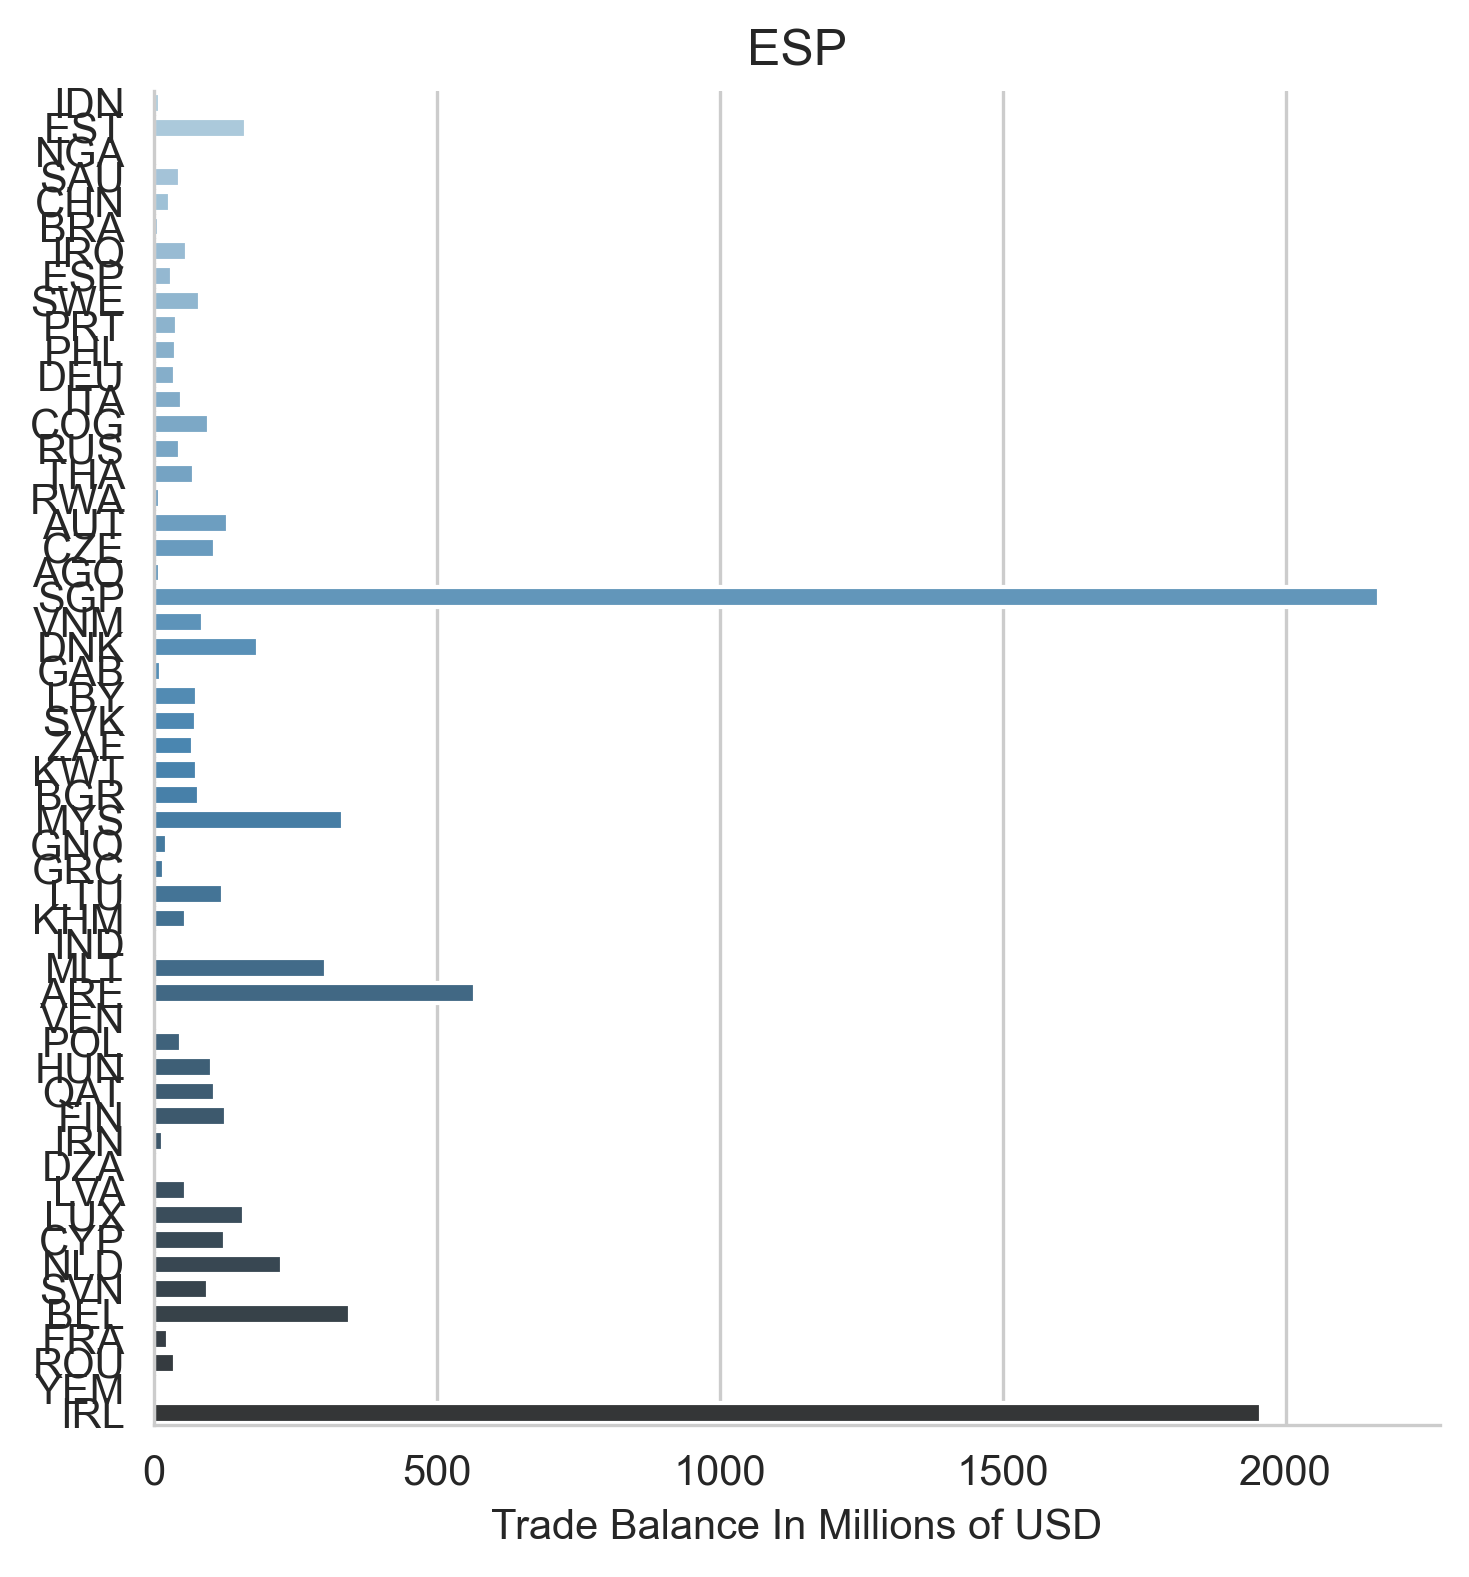 ESP
IDN
EST
NGA
SAU
CHN
BRA
IRQ
ESP
SWE
PRT
PHL
DEU
ITA
COG
RUS
THA
RWA
AUT
CZE
AGO
SGP
VNM
DNK
GAB
LBY
SVK
ZAF
KWT
BGR
MYS
GNQ
GRC
LTU
KHM
IND
MLT
ARE
VEN
POL
HUN
QAT
FIN
IRN
DZA
LVA
LUX
CYP
NLD
SVN
BEL
FRA
ROU
YEM
IRL
0 500 1000 1500 2000
Trade Balance In Millions of USD